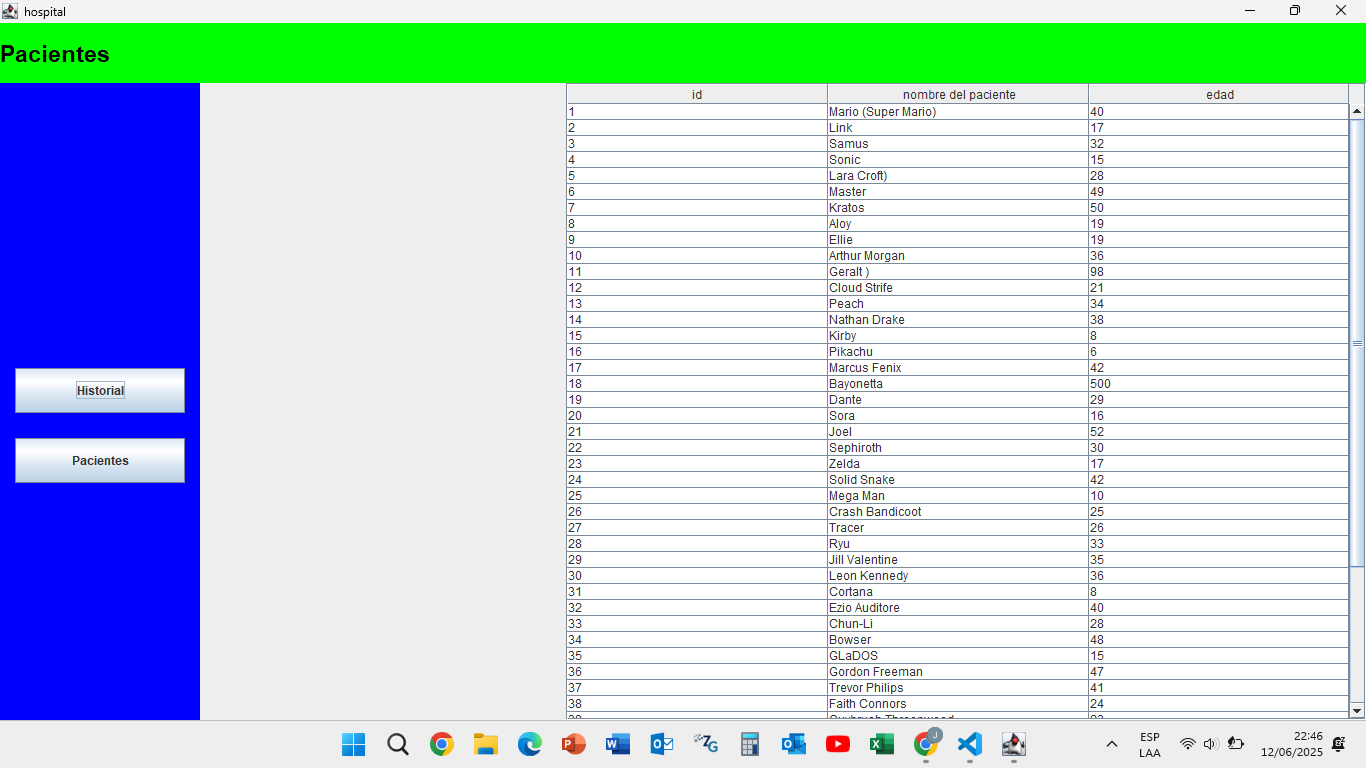 hospital
Pacientes
Historial
Pacientes
id nombre del paciente edad
1 Mario (Super Mario) 40
2 Link 17
3 Samus 32
4 Sonic 15
5 Lara Croft) 28
6 Master 49
7 Kratos 50
8 Aloy 19
9 Ellie 19
10 Arthur Morgan 36
11 Geralt ) 98
12 Cloud Strife 21
13 Peach 34
14 Nathan Drake 38
15 Kirby 8
16 Pikachu 6
17 Marcus Fenix 42
18 Bayonetta 500
19 Dante 29
20 Sora 16
21 Joel 52
22 Sephiroth 30
23 Zelda 17
24 Solid Snake 42
25 Mega Man 10
26 Crash Bandicoot 25
27 Tracer 26
28 Ryu 33
29 Jill Valentine 35
30 Leon Kennedy 36
31 Cortana 8
32 Ezio Auditore 40
33 Chun-Li 28
34 Bowser 48
35 GLaDOS 15
36 Gordon Freeman 47
37 Trevor Philips 41
38 Faith Connors 24
ESP 22:46
LAA 12/06/2025